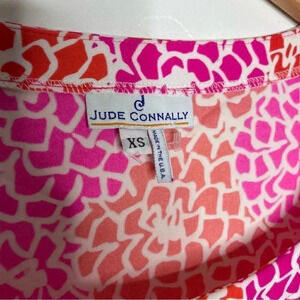 JUDE CONNALLY
XS
MADE IN THE U.S.A.